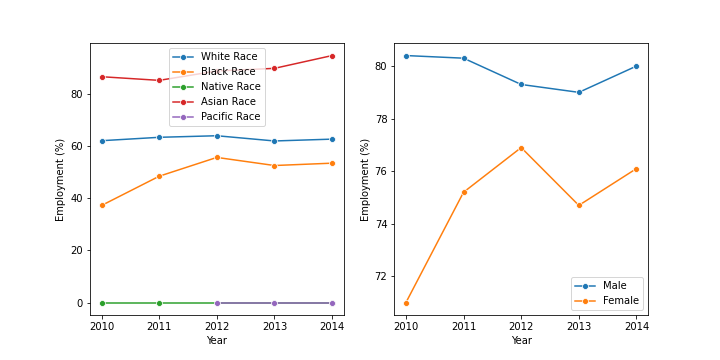 White Race
Black Race
Native Race
Asian Race
Pacific Race
80
60
40
20
0
Employment (%)
2010 2011 2012 2013 2014
Year
80
78
76
74
72
Employment (%)
Male
Female
2010 2011 2012 2013 2014
Year